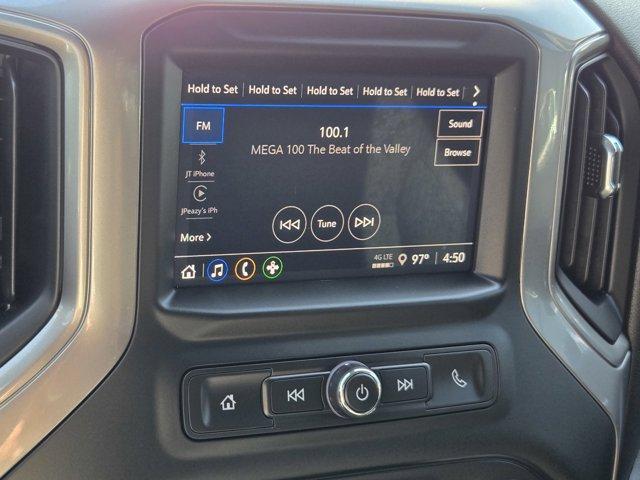 Hold to Set Hold to Set Hold to Set Hold to Set Hold to Set
FM
100.1
Sound
MEGA 100 The Beat of the Valley
Browse
JT iPhone
JPeazy's iPh
Tune
More
4G LTE
97° 4:50